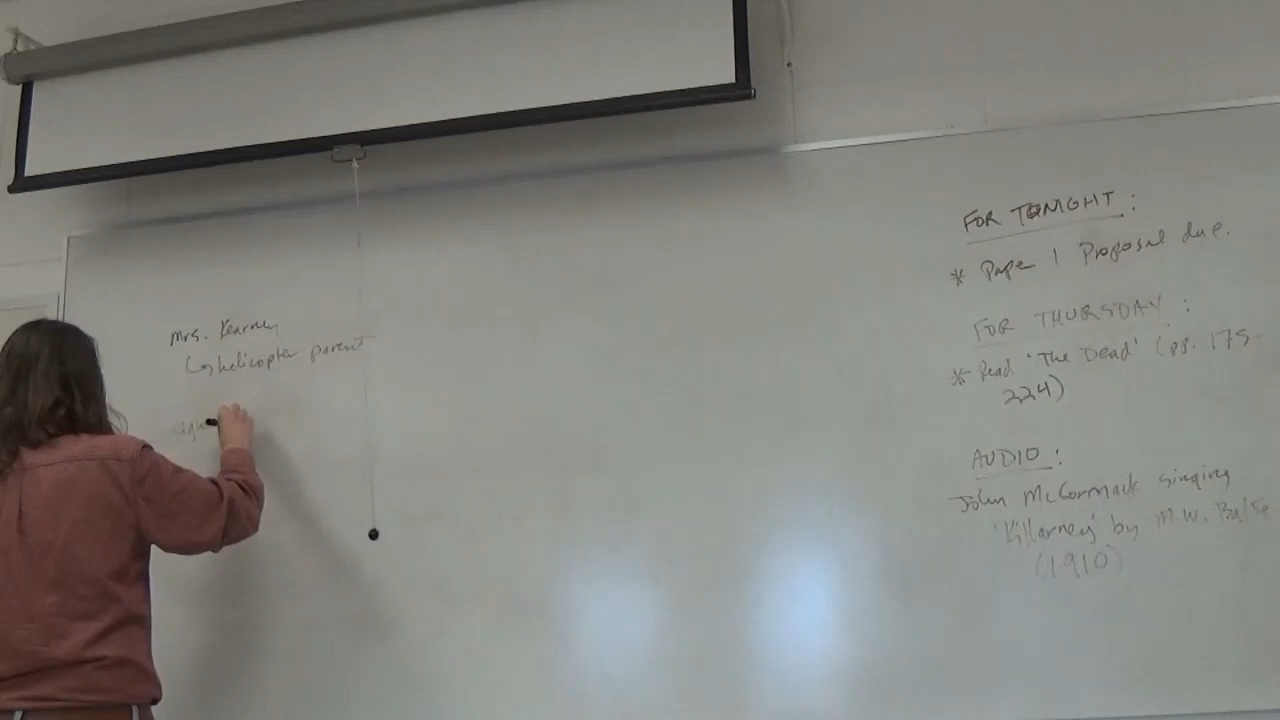 Mrs. Kearney
↳ helicopter parent
FOR TONIGHT:
* Paper 1 Proposal due.
FOR THURSDAY:
* Read 'The Dead' (pg. 175-
224)
AUDIO:
John McCormack singing
'Killarney' by M.W. Balfe
(1910)